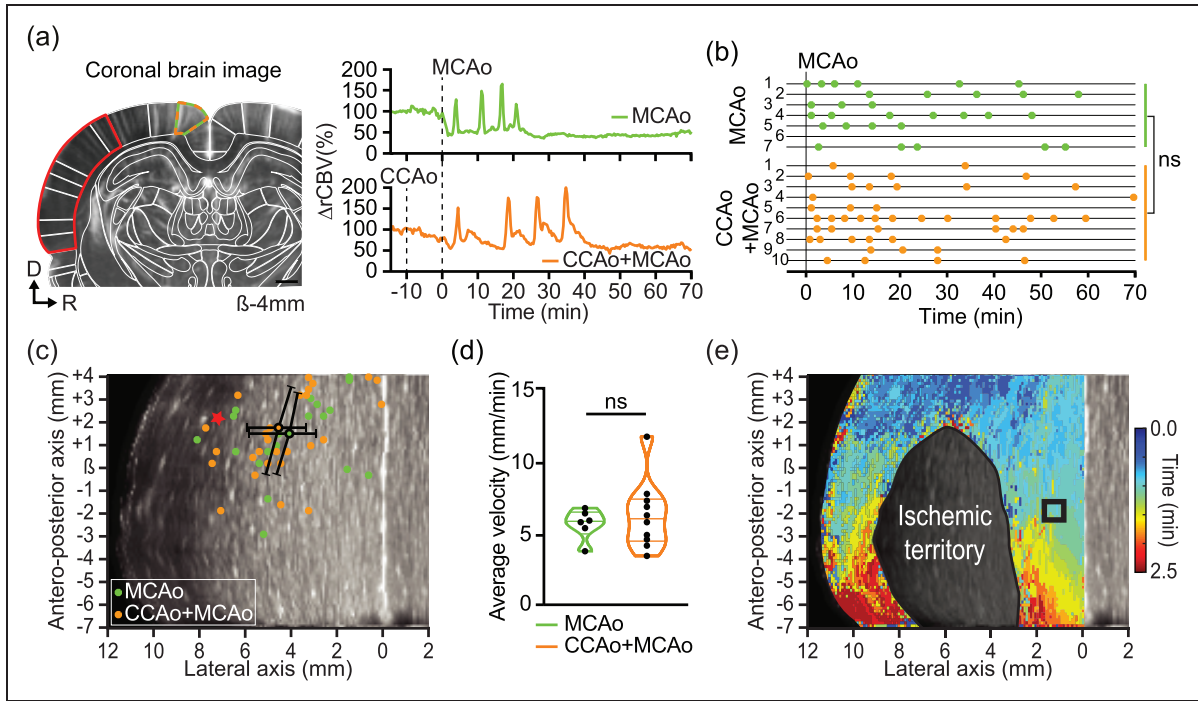 (a)
Coronal brain image
D
R
ß-4mm
ΔrCBV(%)
MCAo
200
150
100
50
0
MCAo
CCAo
200
150
100
50
0
CCAo+MCAo
-10 0 10 20 30 40 50 60 70
Time (min)
(b)
MCAo
MCAo
1
2
3
4
5
6
7
CCAo
+MCAo
1
2
3
4
5
6
7
8
9
10
ns
0 10 20 30 40 50 60 70
Time (min)
(c)
Antero-posterior axis (mm)
+4
+3
+2
+1
ß
-1
-2
-3
-4
-5
-6
-7
MCAo
CCAo+MCAo
12 10 8 6 4 2 0 2
Lateral axis (mm)
(d)
Average velocity (mm/min)
15
10
5
0
ns
MCAo
CCAo+MCAo
(e)
Antero-posterior axis (mm)
+4
+3
+2
+1
ß
-1
-2
-3
-4
-5
-6
-7
Ischemic
territory
12 10 8 6 4 2 0 2
Lateral axis (mm)
0.0
Time (min)
2.5